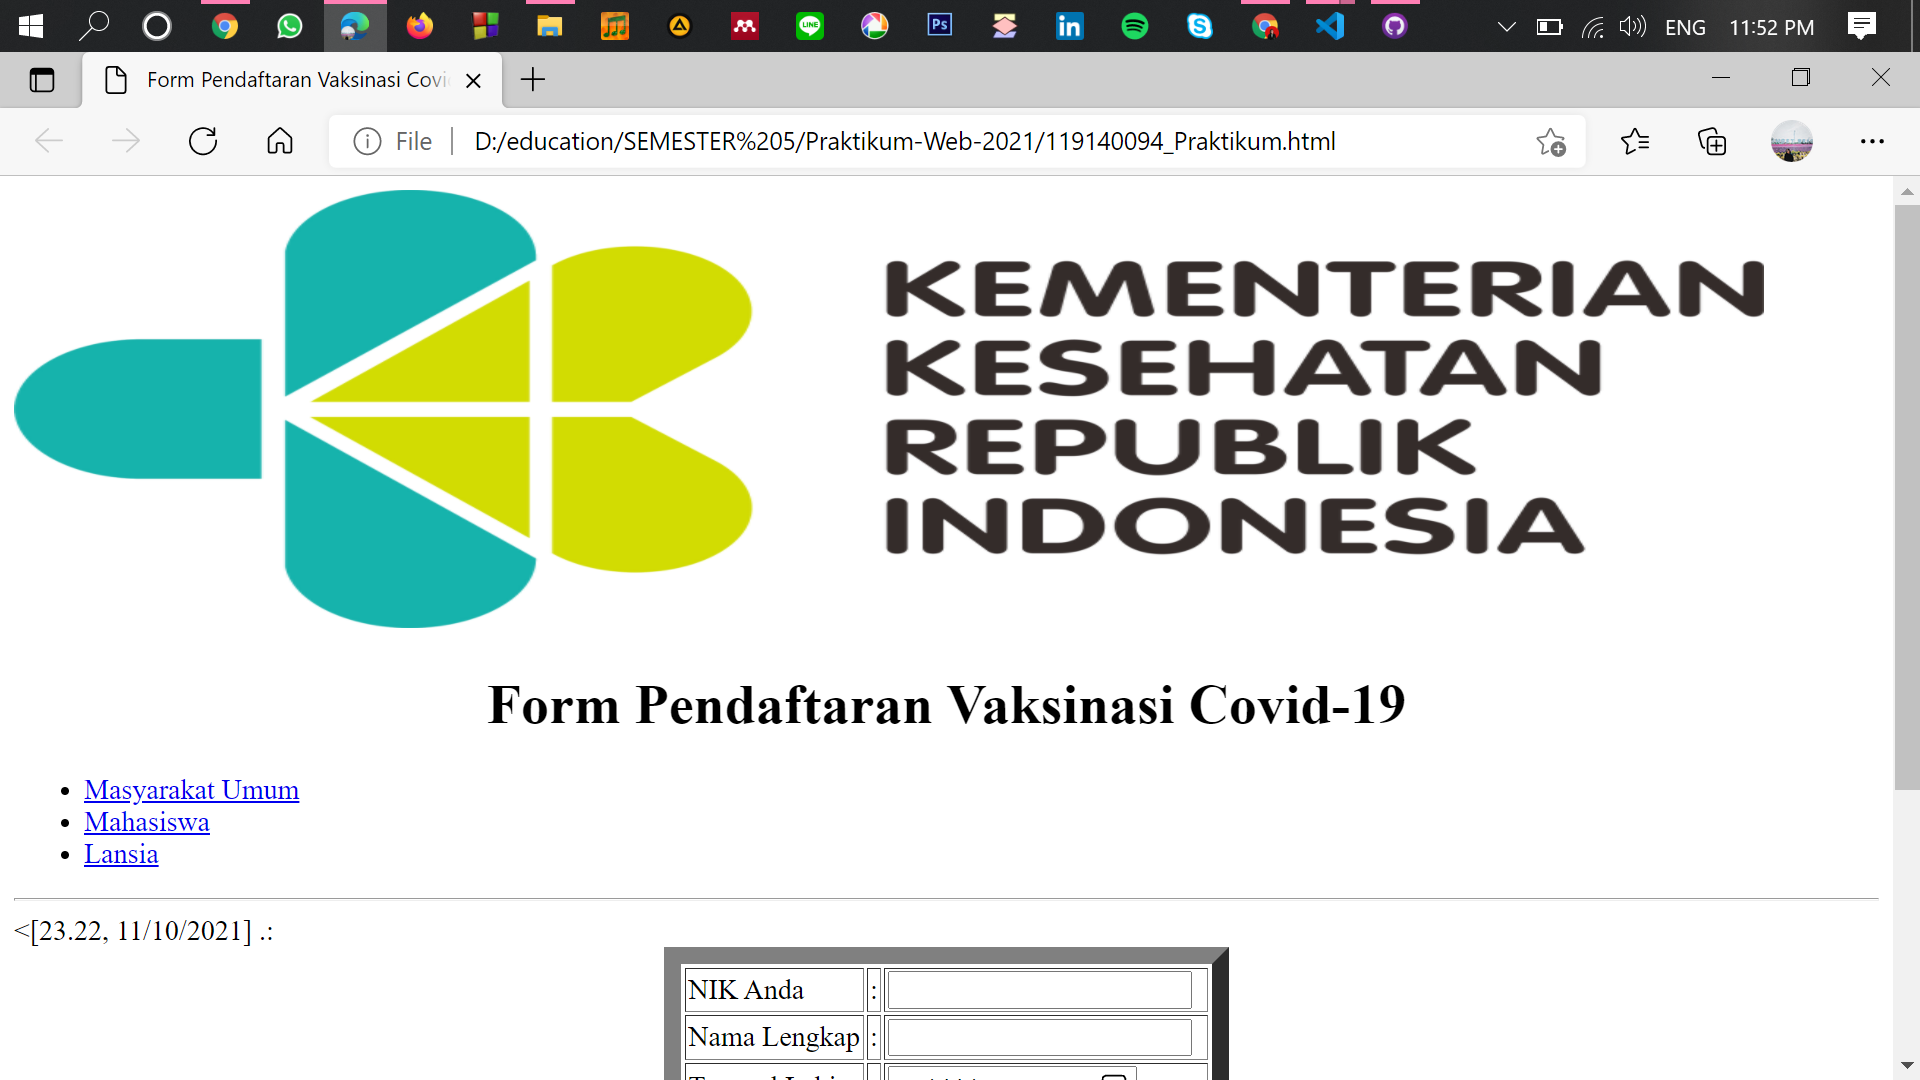 ENG 11:52 PM
Form Pendaftaran Vaksinasi Covi
File D:/education/SEMESTER%205/Praktikum-Web-2021/119140094_Praktikum.html
KEMENTERIAN
KESEHATAN
REPUBLIK
INDONESIA
Form Pendaftaran Vaksinasi Covid-19
Masyarakat Umum
Mahasiswa
Lansia
<[23.22, 11/10/2021] .:
NIK Anda :
Nama Lengkap :